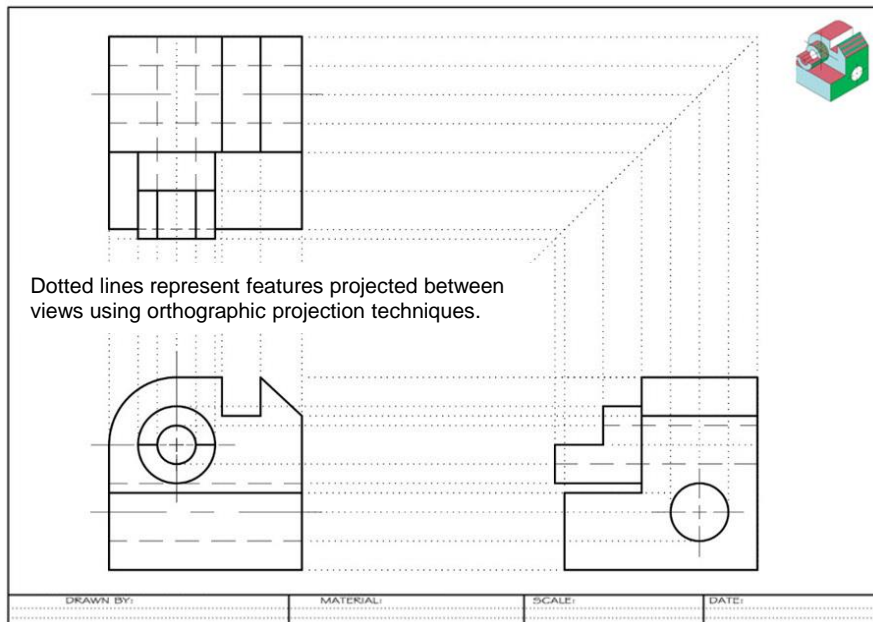 Dotted lines represent features projected between
views using orthographic projection techniques.
DRAWN BY: MATERIAL: SCALE: DATE: